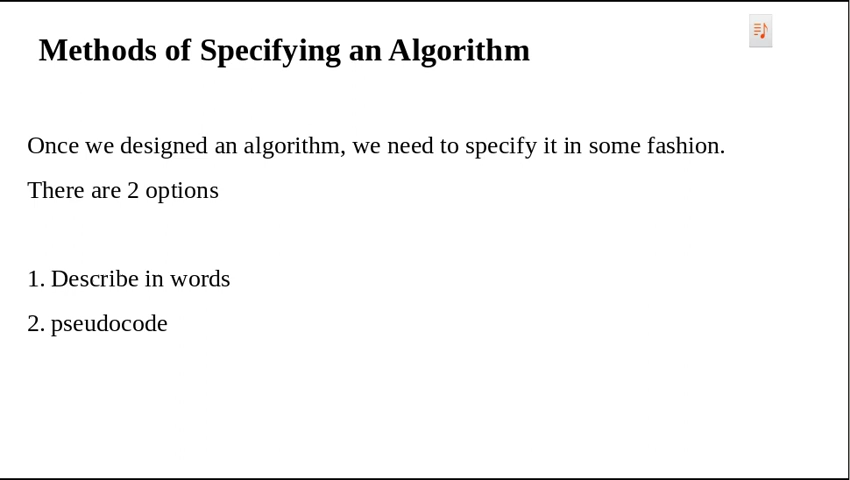 Methods of Specifying an Algorithm
Once we designed an algorithm, we need to specify it in some fashion.
There are 2 options
1. Describe in words
2. pseudocode